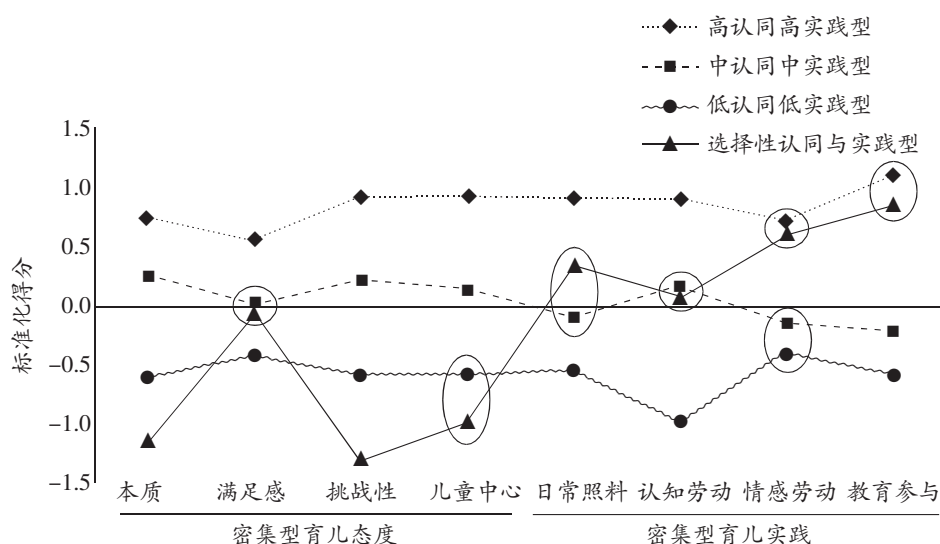 高认同高实践型
中认同中实践型
低认同低实践型
选择性认同与实践型
标准化得分
1.5
1.0
0.5
0.0
-0.5
-1.0
-1.5
本质 满足感 挑战性 儿童中心 日常照料 认知劳动 情感劳动 教育参与
密集型育儿态度 密集型育儿实践